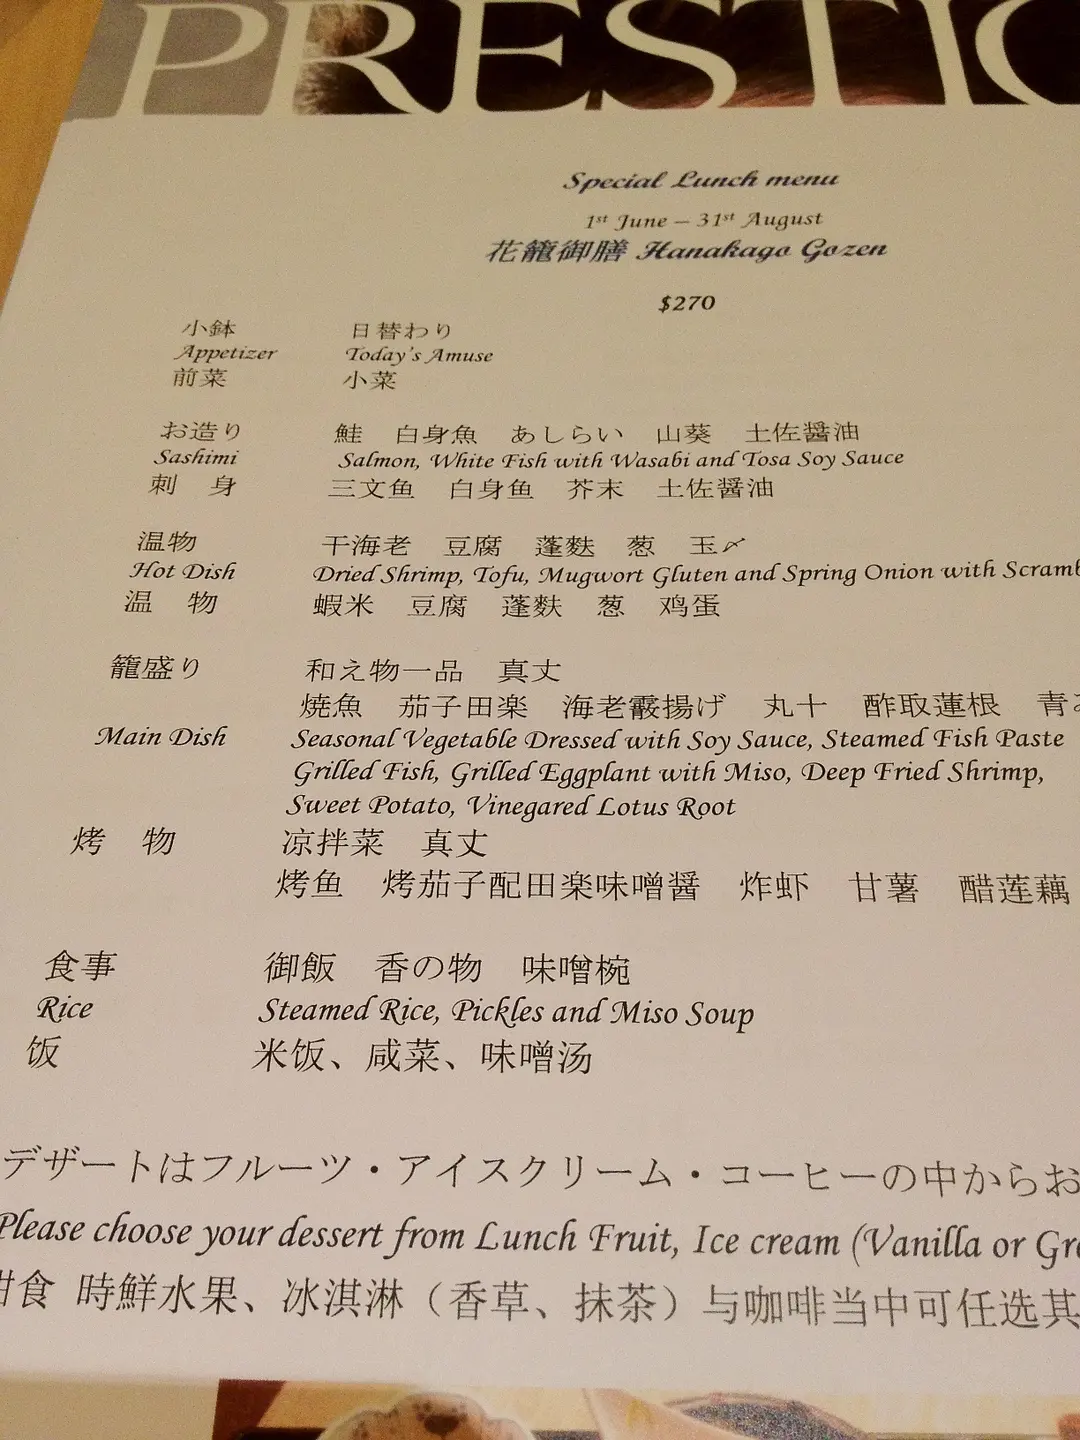 PRESTIG
Special Lunch menu
1st June – 31st August
花籠御膳 Hanakago Gozen
$270
小鉢 日替わり
Appetizer Today's Amuse
前菜 小菜
お造り 鮭 白身魚 あしらい 山葵 土佐醤油
Sashimi Salmon, White Fish with Wasabi and Tosa Soy Sauce
刺 身 三文鱼 白身鱼 芥末 土佐醤油
温物 干海老 豆腐 蓬麩 葱 玉〆
Hot Dish Dried Shrimp, Tofu, Mugwort Gluten and Spring Onion with Scramb
温 物 蝦米 豆腐 蓬麸 葱 鸡蛋
籠盛り 和え物一品 真丈
焼魚 茄子田楽 海老霰揚げ 丸十 酢取蓮根 青み
Main Dish Seasonal Vegetable Dressed with Soy Sauce, Steamed Fish Paste
Grilled Fish, Grilled Eggplant with Miso, Deep Fried Shrimp,
Sweet Potato, Vinegared Lotus Root
烤 物 凉拌菜 真丈
烤鱼 烤茄子配田楽味噌醤 炸虾 甘薯 醋莲藕
食事 御飯 香の物 味噌椀
Rice Steamed Rice, Pickles and Miso Soup
饭 米饭、咸菜、味噌汤
デザートはフルーツ・アイスクリーム・コーヒーの中からお
Please choose your dessert from Lunch Fruit, Ice cream (Vanilla or Gre
甜食 時鮮水果、冰淇淋（香草、抹茶）与咖啡当中可任选其